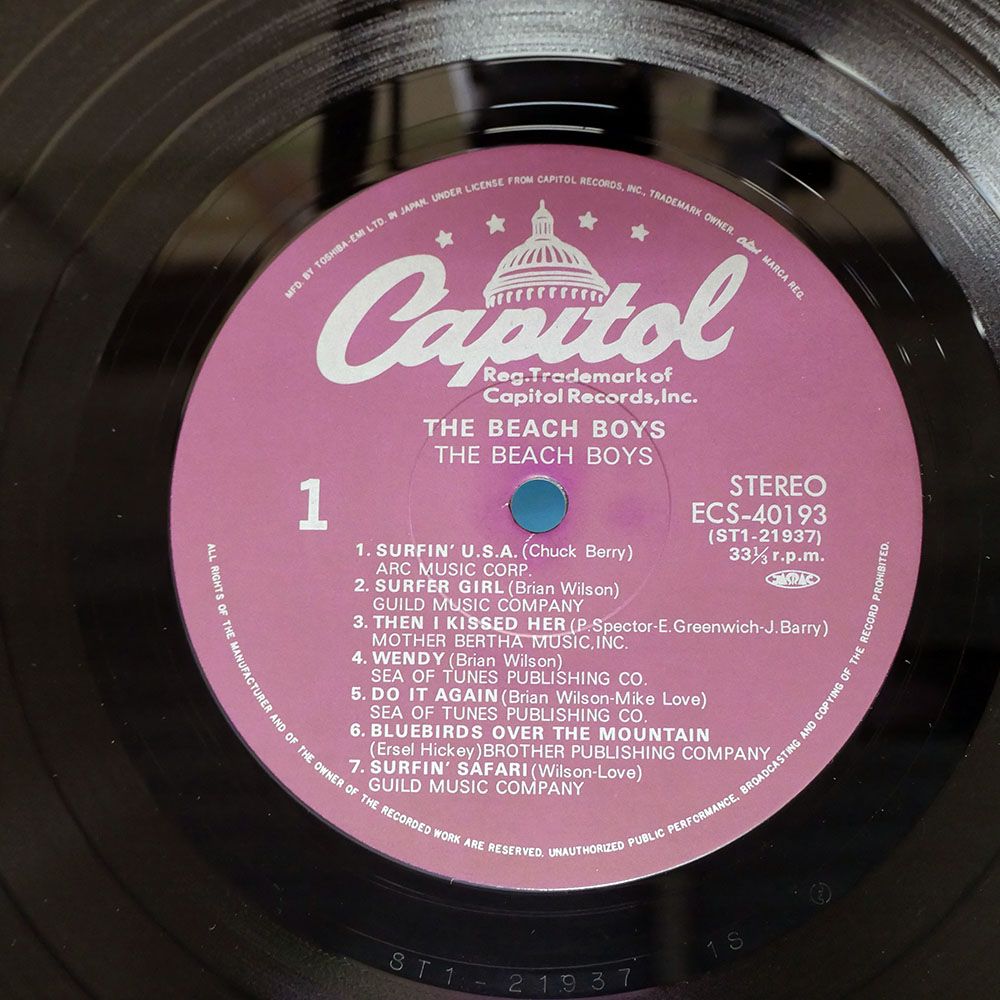 MFD. BY TOSHIBA-EMI LTD. IN JAPAN. UNDER LICENSE FROM CAPITOL RECORDS, INC., TRADEMARK OWNER. Capitol MARCA REG.
Capitol
Reg.Trademark of
Capitol Records,Inc.
THE BEACH BOYS
THE BEACH BOYS
1
STEREO
ECS-40193
(ST1-21937)
33⅓ r.p.m.
JASRAC
1. SURFIN' U.S.A. (Chuck Berry)
ARC MUSIC CORP.
2. SURFER GIRL (Brian Wilson)
GUILD MUSIC COMPANY
3. THEN I KISSED HER (P.Spector-E.Greenwich-J.Barry)
MOTHER BERTHA MUSIC,INC.
4. WENDY (Brian Wilson)
SEA OF TUNES PUBLISHING CO.
5. DO IT AGAIN (Brian Wilson-Mike Love)
SEA OF TUNES PUBLISHING CO.
6. BLUEBIRDS OVER THE MOUNTAIN
(Ersel Hickey) BROTHER PUBLISHING COMPANY
7. SURFIN' SAFARI (Wilson-Love)
GUILD MUSIC COMPANY
ALL RIGHTS OF THE MANUFACTURER AND OF THE OWNER OF THE RECORDED WORK ARE RESERVED. UNAUTHORIZED PUBLIC PERFORMANCE, BROADCASTING AND COPYING OF THE RECORD PROHIBITED.
ST1-21937 1S